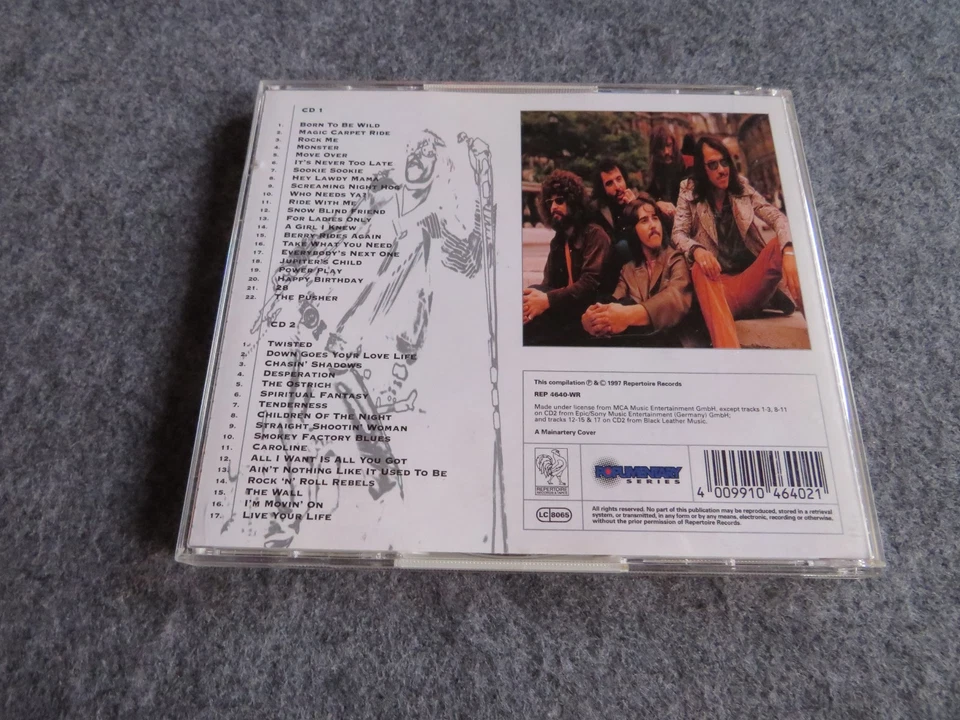 CD 1
1. Born To Be Wild
2. Magic Carpet Ride
3. Rock Me
4. Monster
5. Move Over
6. It's Never Too Late
7. Sookie Sookie
8. Hey Lawdy Mama
9. Screaming Night Hog
10. Who Needs Ya?
11. Ride With Me
12. Snow Blind Friend
13. For Ladies Only
14. A Girl I Knew
15. Berry Rides Again
16. Take What You Need
17. Everybody's Next One
18. Jupiter's Child
19. Power Play
20. Happy Birthday
21. 28
22. The Pusher
CD 2
1. Twisted
2. Down Goes Your Love Life
3. Chasin' Shadows
4. Desperation
5. The Ostrich
6. Spiritual Fantasy
7. Tenderness
8. Children Of The Night
9. Straight Shootin' Woman
10. Smokey Factory Blues
11. Caroline
12. All I Want Is All You Got
13. Ain't Nothing Like It Used To Be
14. Rock 'n' Roll Rebels
15. The Wall
16. I'm Movin' On
17. Live Your Life
This compilation ℗ & © 1997 Repertoire Records
REP 4640-WR
Made under license from MCA Music Entertainment GmbH, except tracks 1-3, 8-11
on CD2 from Epic/Sony Music Entertainment (Germany) GmbH;
and tracks 12-15 & 17 on CD2 from Black Leather Music.
A Mainartery Cover
REPERTOIRE
RECORDS & TAPES
SERIES
4 009910 464021
LC 8065
All rights reserved. No part of this publication may be reproduced, stored in a retrieval
system, or transmitted, in any form or by any means, electronic, recording or otherwise,
without the prior permission of Repertoire Records.